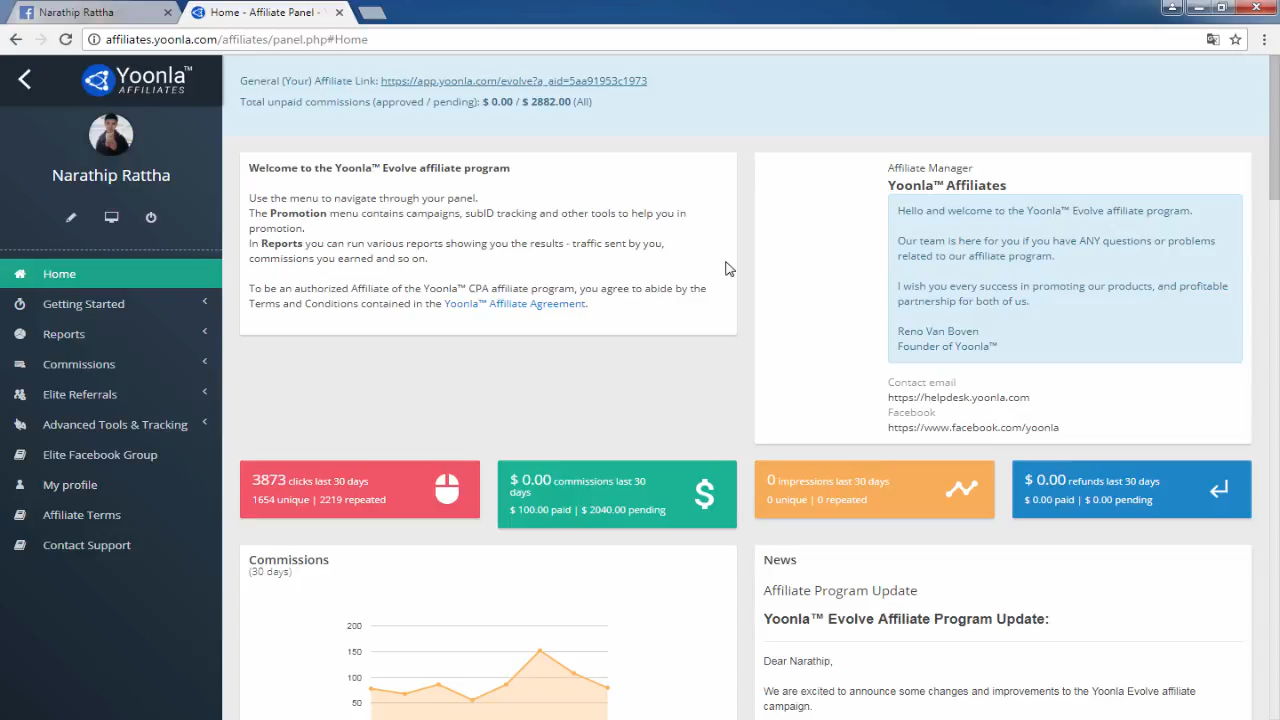 Narathip Rattha
Home - Affiliate Panel -
affiliates.yoonla.com/affiliates/panel.php#Home
Yoonla™
AFFILIATES
Narathip Rattha
Home
Getting Started
Reports
Commissions
Elite Referrals
Advanced Tools & Tracking
Elite Facebook Group
My profile
Affiliate Terms
Contact Support
General (Your) Affiliate Link: https://app.yoonla.com/evolve?a_aid=5aa91953c1973
Total unpaid commissions (approved / pending): $ 0.00 / $ 2882.00 (All)
Welcome to the Yoonla™ Evolve affiliate program
Use the menu to navigate through your panel.
The Promotion menu contains campaigns, subID tracking and other tools to help you in
promotion.
In Reports you can run various reports showing you the results - traffic sent by you,
commissions you earned and so on.
To be an authorized Affiliate of the Yoonla™ CPA affiliate program, you agree to abide by the
Terms and Conditions contained in the Yoonla™ Affiliate Agreement.
Affiliate Manager
Yoonla™ Affiliates
Hello and welcome to the Yoonla™ Evolve affiliate program.
Our team is here for you if you have ANY questions or problems
related to our affiliate program.
I wish you every success in promoting our products, and profitable
partnership for both of us.
Reno Van Boven
Founder of Yoonla™
Contact email
https://helpdesk.yoonla.com
Facebook
https://www.facebook.com/yoonla
3873 clicks last 30 days
1654 unique | 2219 repeated
$ 0.00 commissions last 30
days
$ 100.00 paid | $ 2040.00 pending
0 impressions last 30 days
0 unique | 0 repeated
$ 0.00 refunds last 30 days
$ 0.00 paid | $ 0.00 pending
Commissions
(30 days)
200
150
100
50
News
Affiliate Program Update
Yoonla™ Evolve Affiliate Program Update:
Dear Narathip,
We are excited to announce some changes and improvements to the Yoonla Evolve affiliate
campaign.